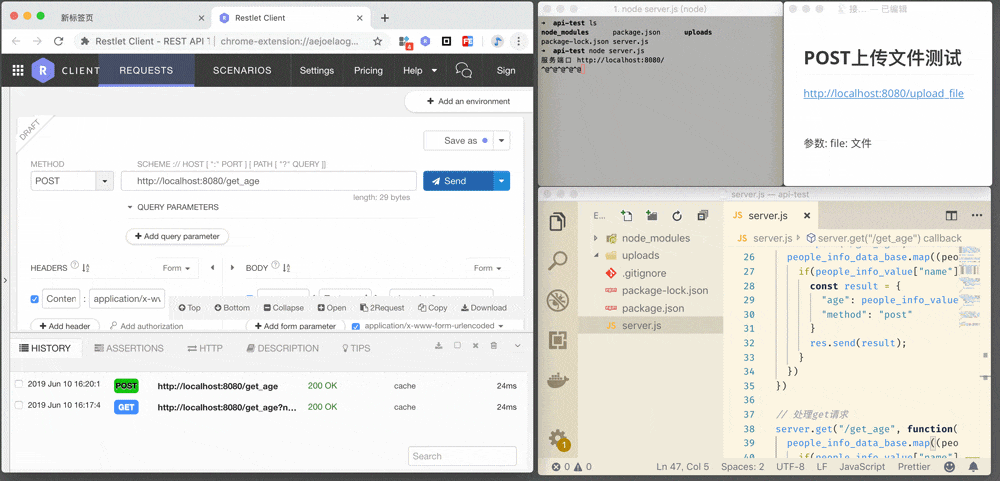 新标签页
Restlet Client
Restlet Client - REST API T
chrome-extension://aejoelaog...
CLIENT
REQUESTS
SCENARIOS
Settings
Pricing
Help
Sign
Add an environment
DRAFT
Save as
METHOD
SCHEME :// HOST [ ":" PORT ] [ PATH [ "?" QUERY ]]
POST
http://localhost:8080/get_age
Send
length: 29 bytes
QUERY PARAMETERS
Add query parameter
HEADERS
Form
BODY
Form
Conten
:
application/x-w
Top
Bottom
Collapse
Open
2Request
Copy
Download
Add header
Add authorization
Add form parameter
application/x-www-form-urlencoded
HISTORY
ASSERTIONS
HTTP
DESCRIPTION
TIPS
2019 Jun 10 16:20:1
POST
http://localhost:8080/get_age
200 OK
cache
24ms
2019 Jun 10 16:17:4
GET
http://localhost:8080/get_age?n...
200 OK
cache
24ms
Search
1. node server.js (node)
→ api-test ls
node_modules package.json uploads
package-lock.json server.js
→ api-test node server.js
服务端口 http://localhost:8080/
^@^@^@^@^@
接... — 已编辑
POST上传文件测试
http://localhost:8080/upload_file
参数: file: 文件
server.js — api-test
E...
node_modules
uploads
.gitignore
package-lock.json
package.json
server.js
JS server.js
JS server.js › server.get("/get_age") callback
26 people_info_data_base.map((peo
27 if(people_info_value["name"]
28 const result = {
29 "age": people_info_value
30 "method": "post"
31 }
32 res.send(result);
33 }
34 })
35 })
36
37 // 处理get请求
38 server.get("/get_age", function(
39 people_info_data_base.map((peo
40 if(people_info_value["name"]
1
0
0
Ln 47, Col 5
Spaces: 2
UTF-8
LF
JavaScript
Prettier